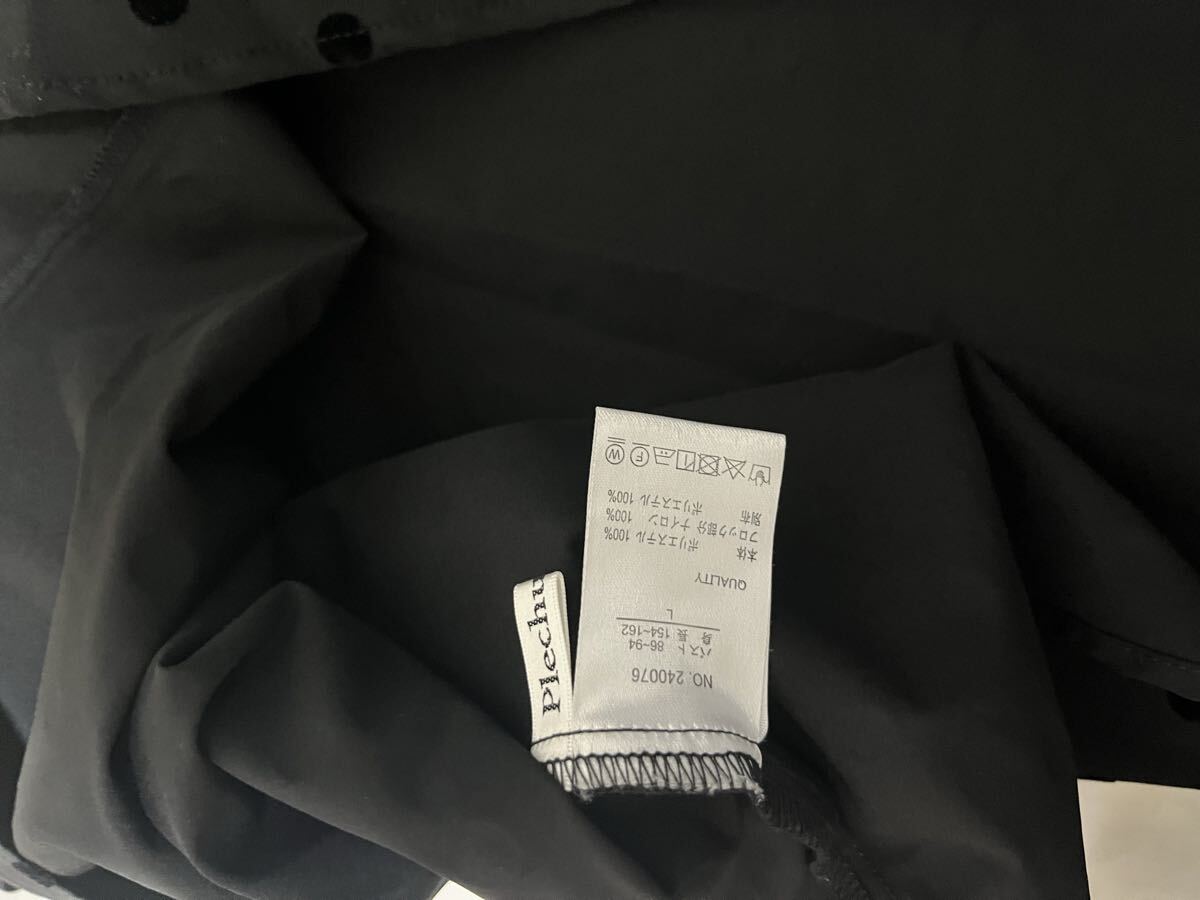 NO. 240076
バスト 86~94
身 長 154~162
L
QUALITY
本体 ポリエステル 100%
フロック部分 ナイロン 100%
別布 ポリエステル 100%
W F
plechu